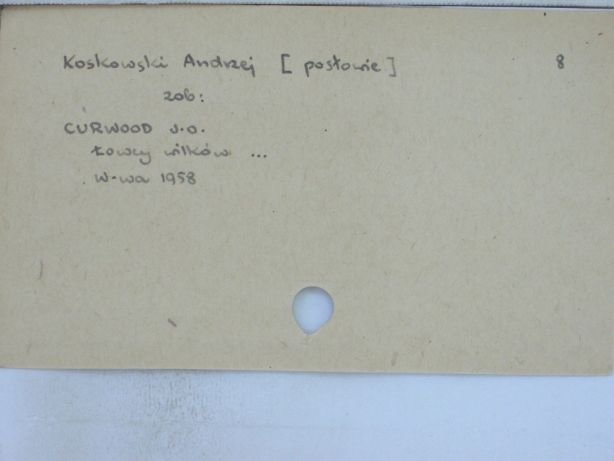 Koskowski Andrzej [posłowie] 8
zob:
CURWOOD J.O.
Łowcy wilków ...
W-wa 1958